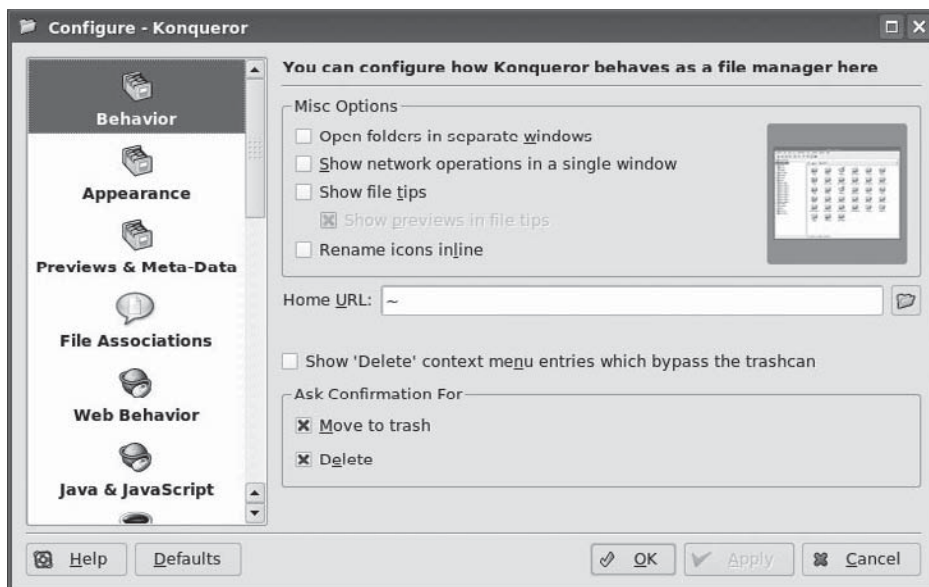 Configure - Konqueror
Behavior
Appearance
Previews & Meta-Data
File Associations
Web Behavior
Java & JavaScript
You can configure how Konqueror behaves as a file manager here
Misc Options
Open folders in separate windows
Show network operations in a single window
Show file tips
Show previews in file tips
Rename icons inline
Home URL: ~
Show 'Delete' context menu entries which bypass the trashcan
Ask Confirmation For
Move to trash
Delete
Help Defaults OK Apply Cancel